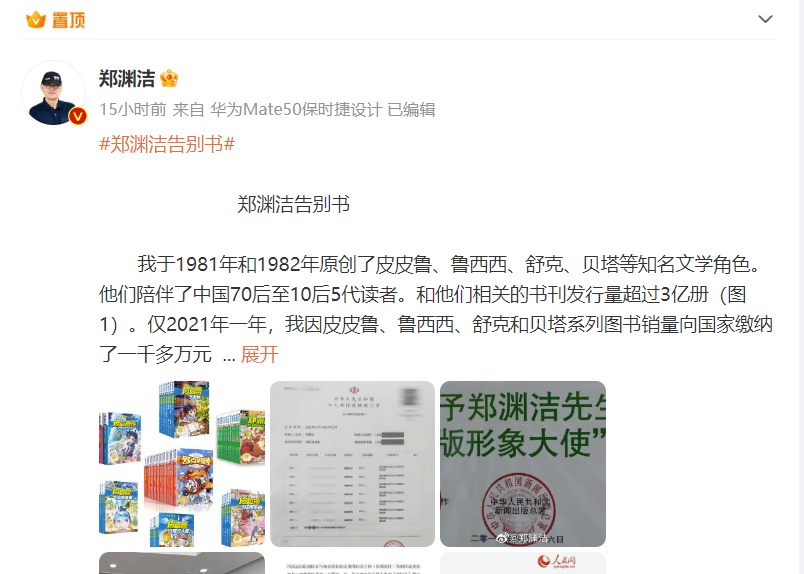 置顶
郑渊洁
15小时前 来自 华为Mate50保时捷设计 已编辑
#郑渊洁告别书#
郑渊洁告别书
我于1981年和1982年原创了皮皮鲁、鲁西西、舒克、贝塔等知名文学角色。
他们陪伴了中国70后至10后5代读者。和他们相关的书刊发行量超过3亿册（图
1）。仅2021年一年，我因皮皮鲁、鲁西西、舒克和贝塔系列图书销量向国家缴纳
了一千多万元 ... 展开
予郑渊洁先生
版形象大使”
中华人民共和
新闻出版总署
@郑渊洁
人民网